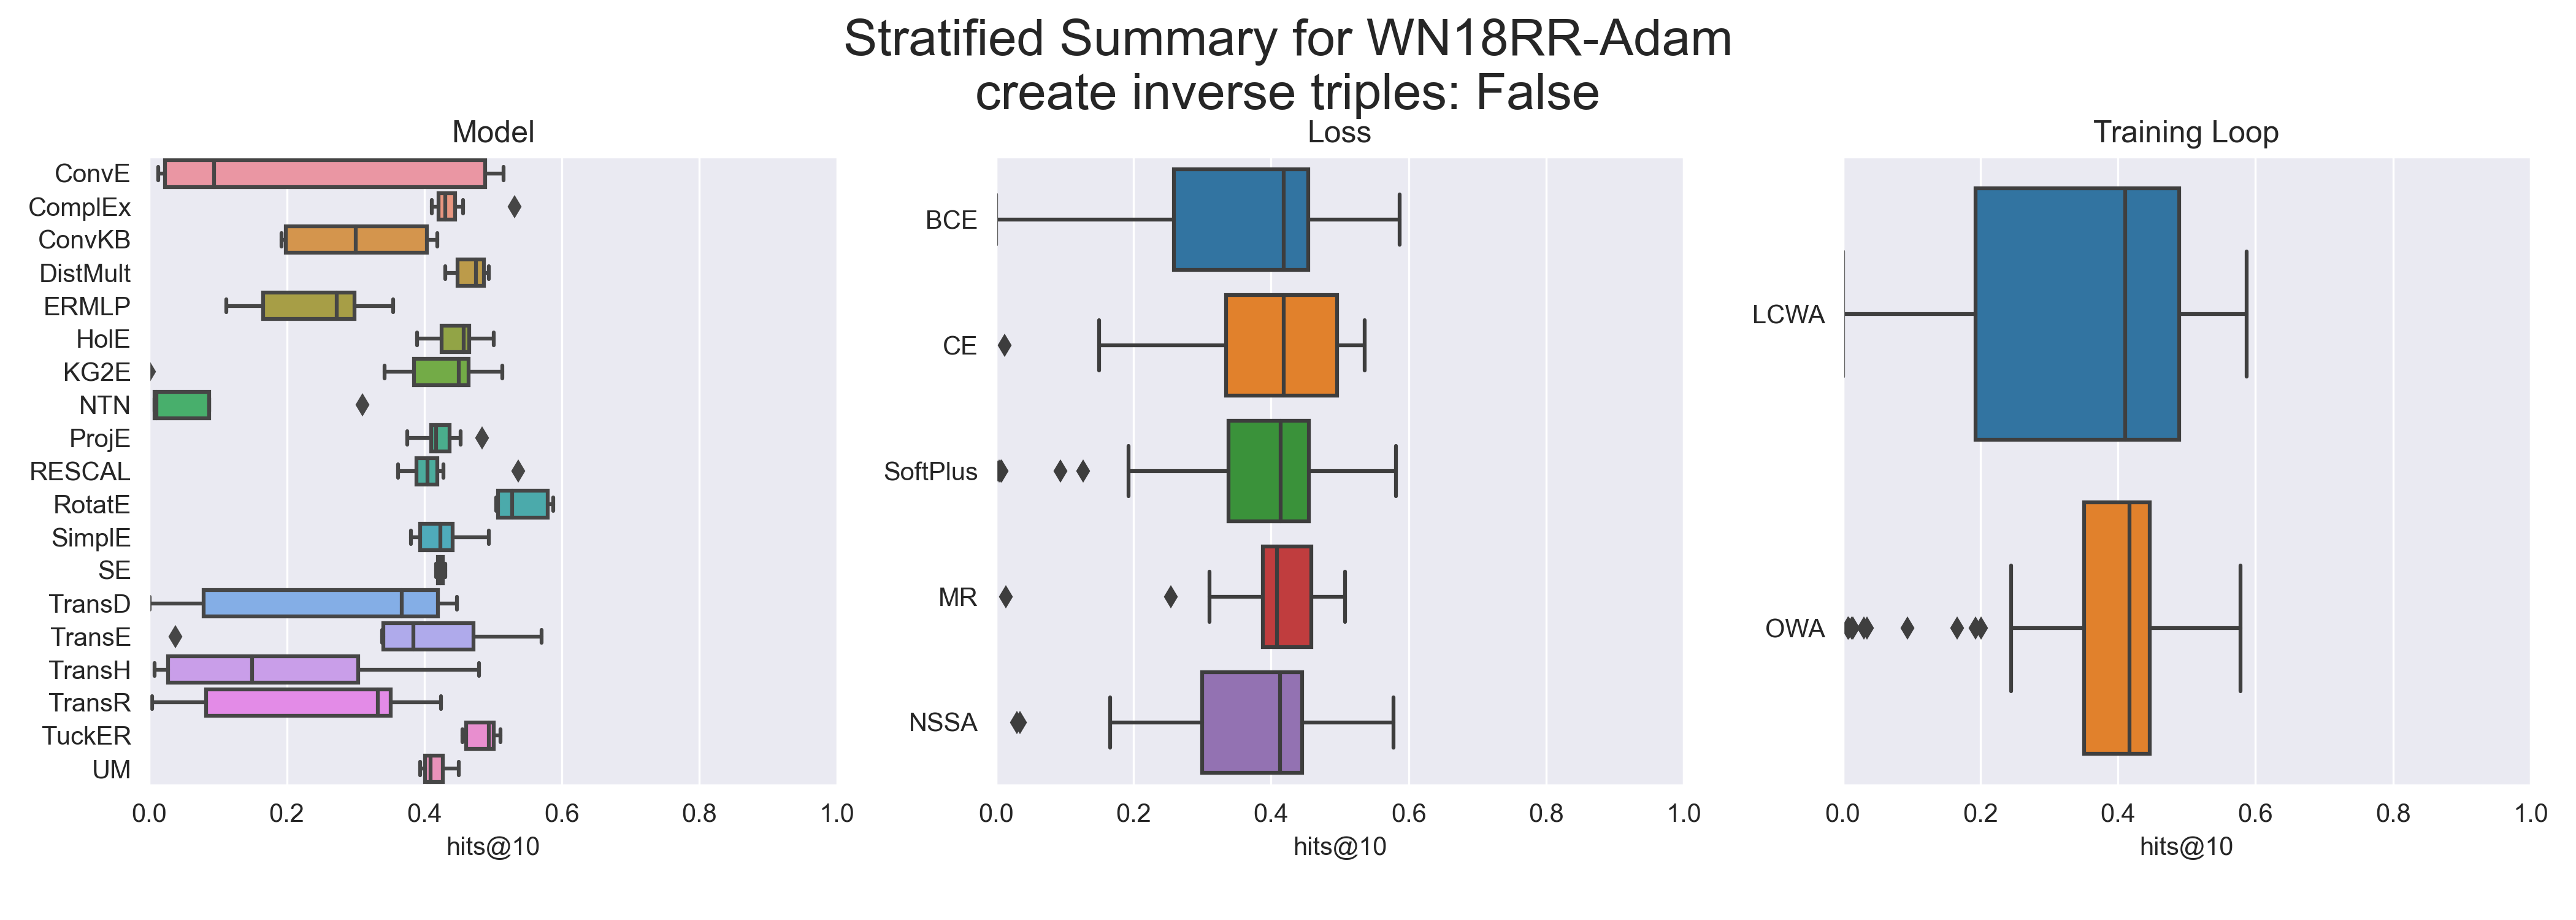 Stratified Summary for WN18RR-Adam
create inverse triples: False
Model
ConvE
ComplEx
ConvKB
DistMult
ERMLP
HolE
KG2E
NTN
ProjE
RESCAL
RotatE
SimplE
SE
TransD
TransE
TransH
TransR
TuckER
UM
0.0 0.2 0.4 0.6 0.8 1.0
hits@10
Loss
BCE
CE
SoftPlus
MR
NSSA
0.0 0.2 0.4 0.6 0.8 1.0
hits@10
Training Loop
LCWA
OWA
0.0 0.2 0.4 0.6 0.8 1.0
hits@10